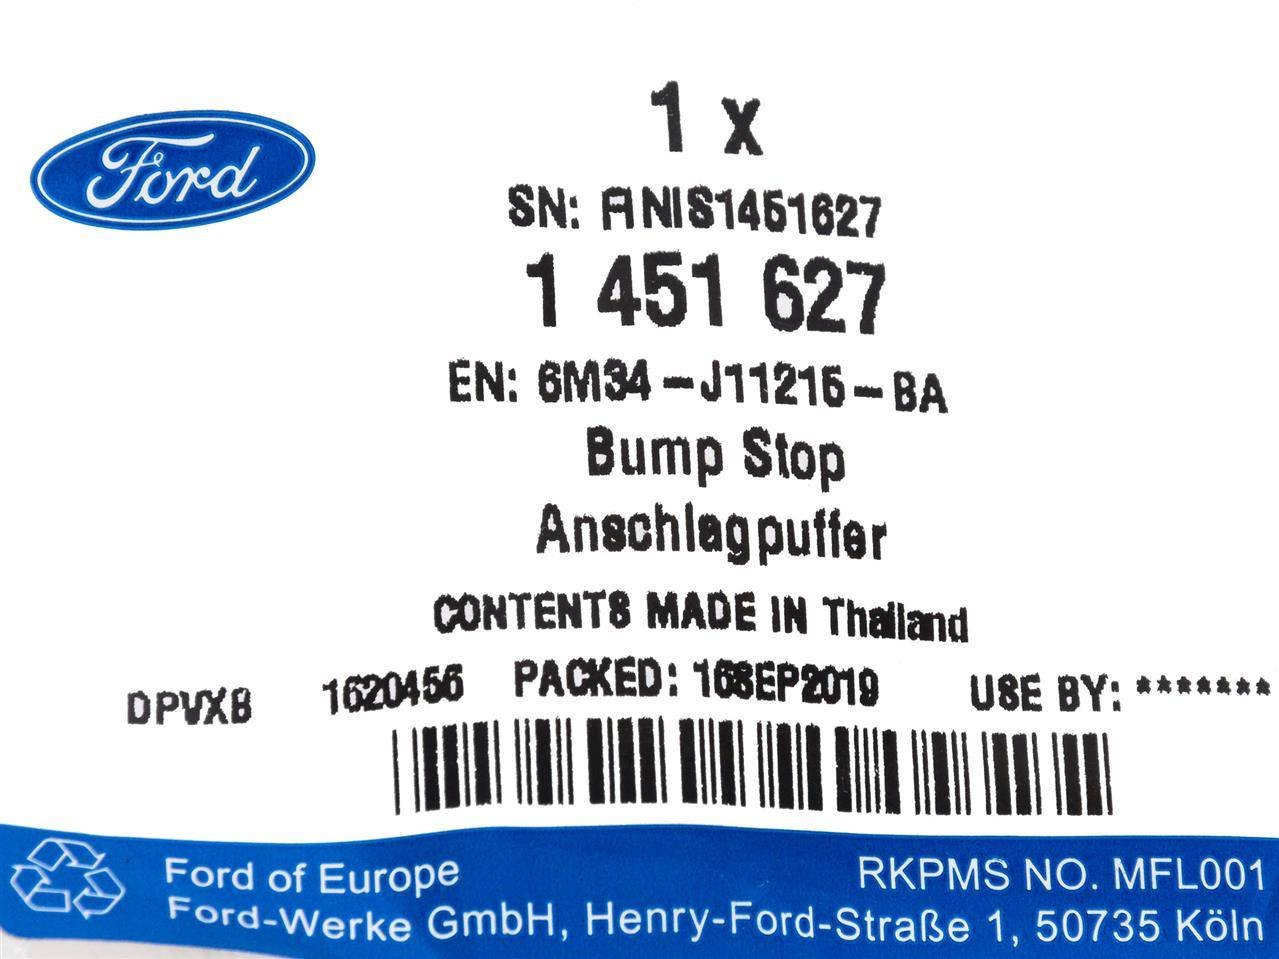 Ford
1 x
SN: FINIS1451627
1 451 627
EN: 6M34-J11215-BA
Bump Stop
Anschlagpuffer
CONTENTS MADE IN Thailand
DPVXB 1620456 PACKED: 16SEP2019 USE BY: *******
Ford of Europe RKPMS NO. MFL001
Ford-Werke GmbH, Henry-Ford-Straße 1, 50735 Köln